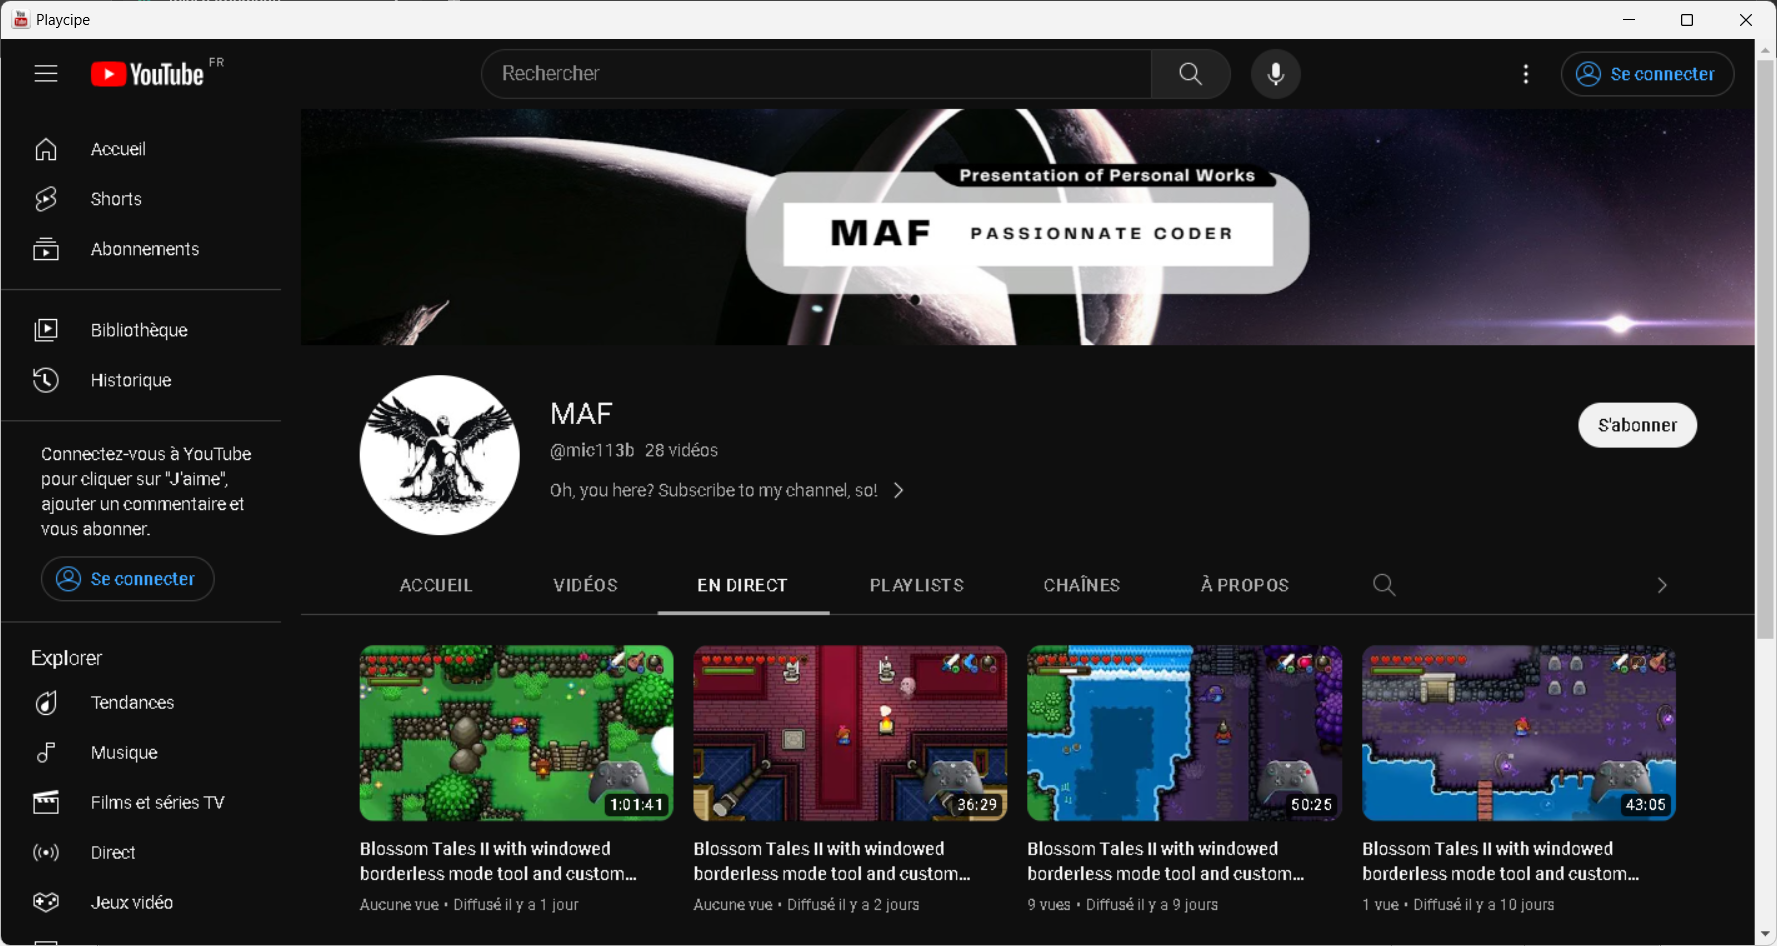 Playcipe
YouTube FR
Rechercher
Se connecter
Accueil
Shorts
Abonnements
Bibliothèque
Historique
Connectez-vous à YouTube
pour cliquer sur "J'aime",
ajouter un commentaire et
vous abonner.
Se connecter
Explorer
Tendances
Musique
Films et séries TV
Direct
Jeux vidéo
Presentation of Personal Works
MAF PASSIONNATE CODER
MAF
@mic113b 28 vidéos
Oh, you here? Subscribe to my channel, so!
S'abonner
ACCUEIL VIDÉOS EN DIRECT PLAYLISTS CHAÎNES À PROPOS
1:01:41
Blossom Tales II with windowed
borderless mode tool and custom...
Aucune vue • Diffusé il y a 1 jour
36:29
Blossom Tales II with windowed
borderless mode tool and custom...
Aucune vue • Diffusé il y a 2 jours
50:25
Blossom Tales II with windowed
borderless mode tool and custom...
9 vues • Diffusé il y a 9 jours
43:05
Blossom Tales II with windowed
borderless mode tool and custom...
1 vue • Diffusé il y a 10 jours